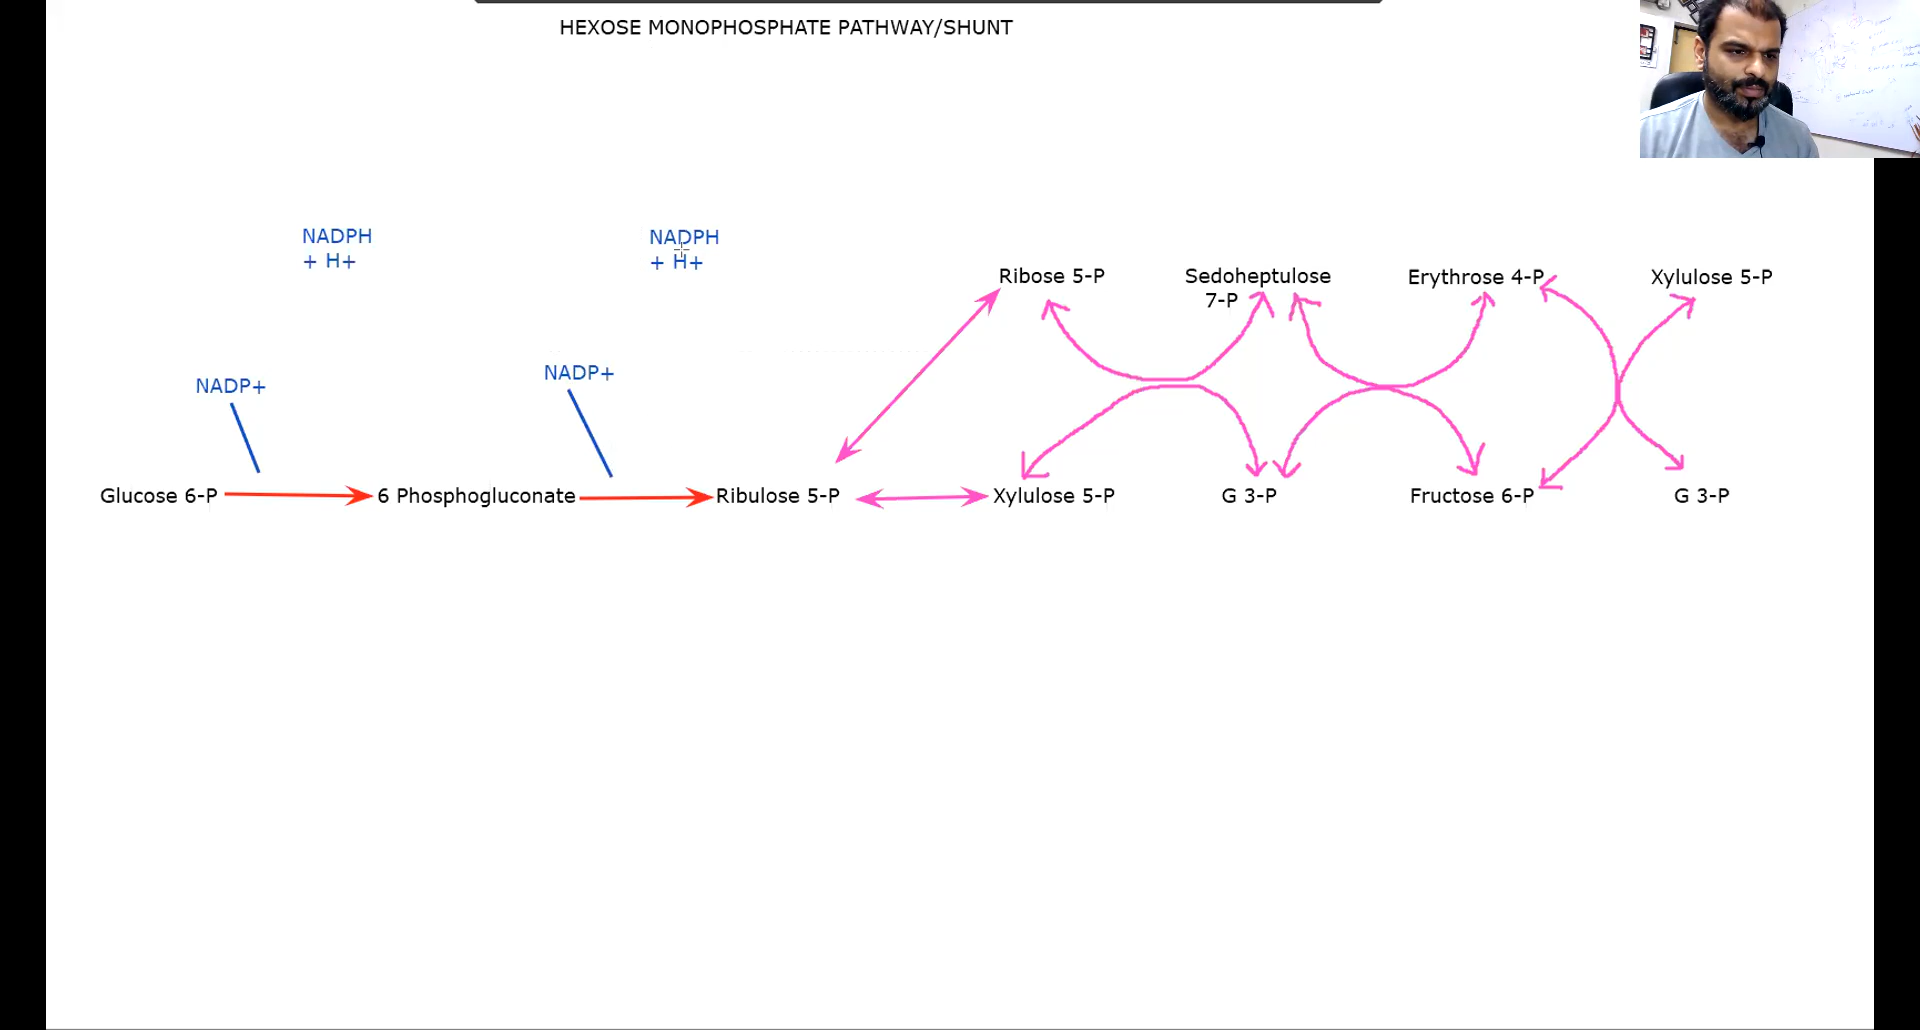 HEXOSE MONOPHOSPHATE PATHWAY/SHUNT
NADPH
+ H+
NADPH
+ H+
Ribose 5-P
Sedoheptulose
7-P
Erythrose 4-P
Xylulose 5-P
NADP+
NADP+
Glucose 6-P
6 Phosphogluconate
Ribulose 5-P
Xylulose 5-P
G 3-P
Fructose 6-P
G 3-P